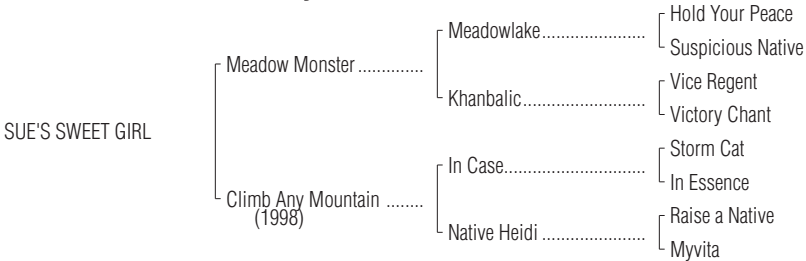 Hold Your Peace
Meadowlake......................
Suspicious Native
Meadow Monster ..............
Vice Regent
Khanbalic.........................
Victory Chant
SUE'S SWEET GIRL
Storm Cat
In Case.............................
In Essence
Climb Any Mountain ........
(1998)
Raise a Native
Native Heidi .....................
Myvita